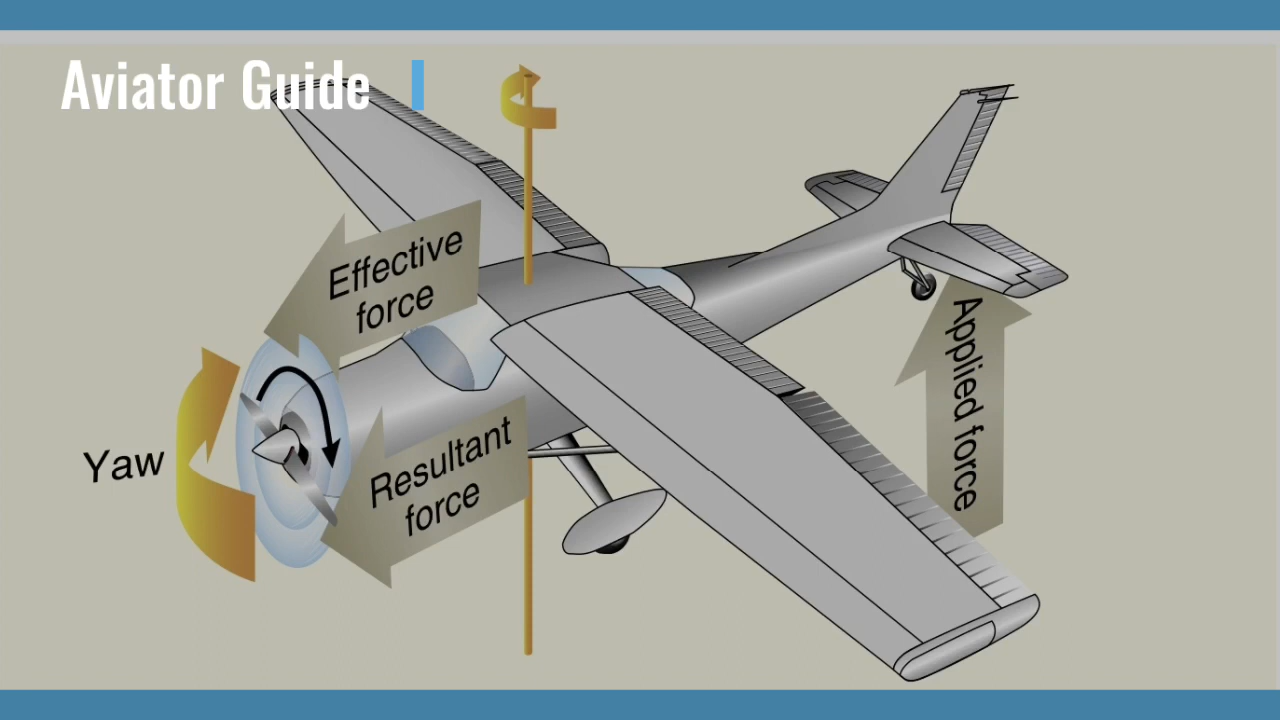 Aviator Guide
Effective
force
Yaw
Resultant
force
Applied force